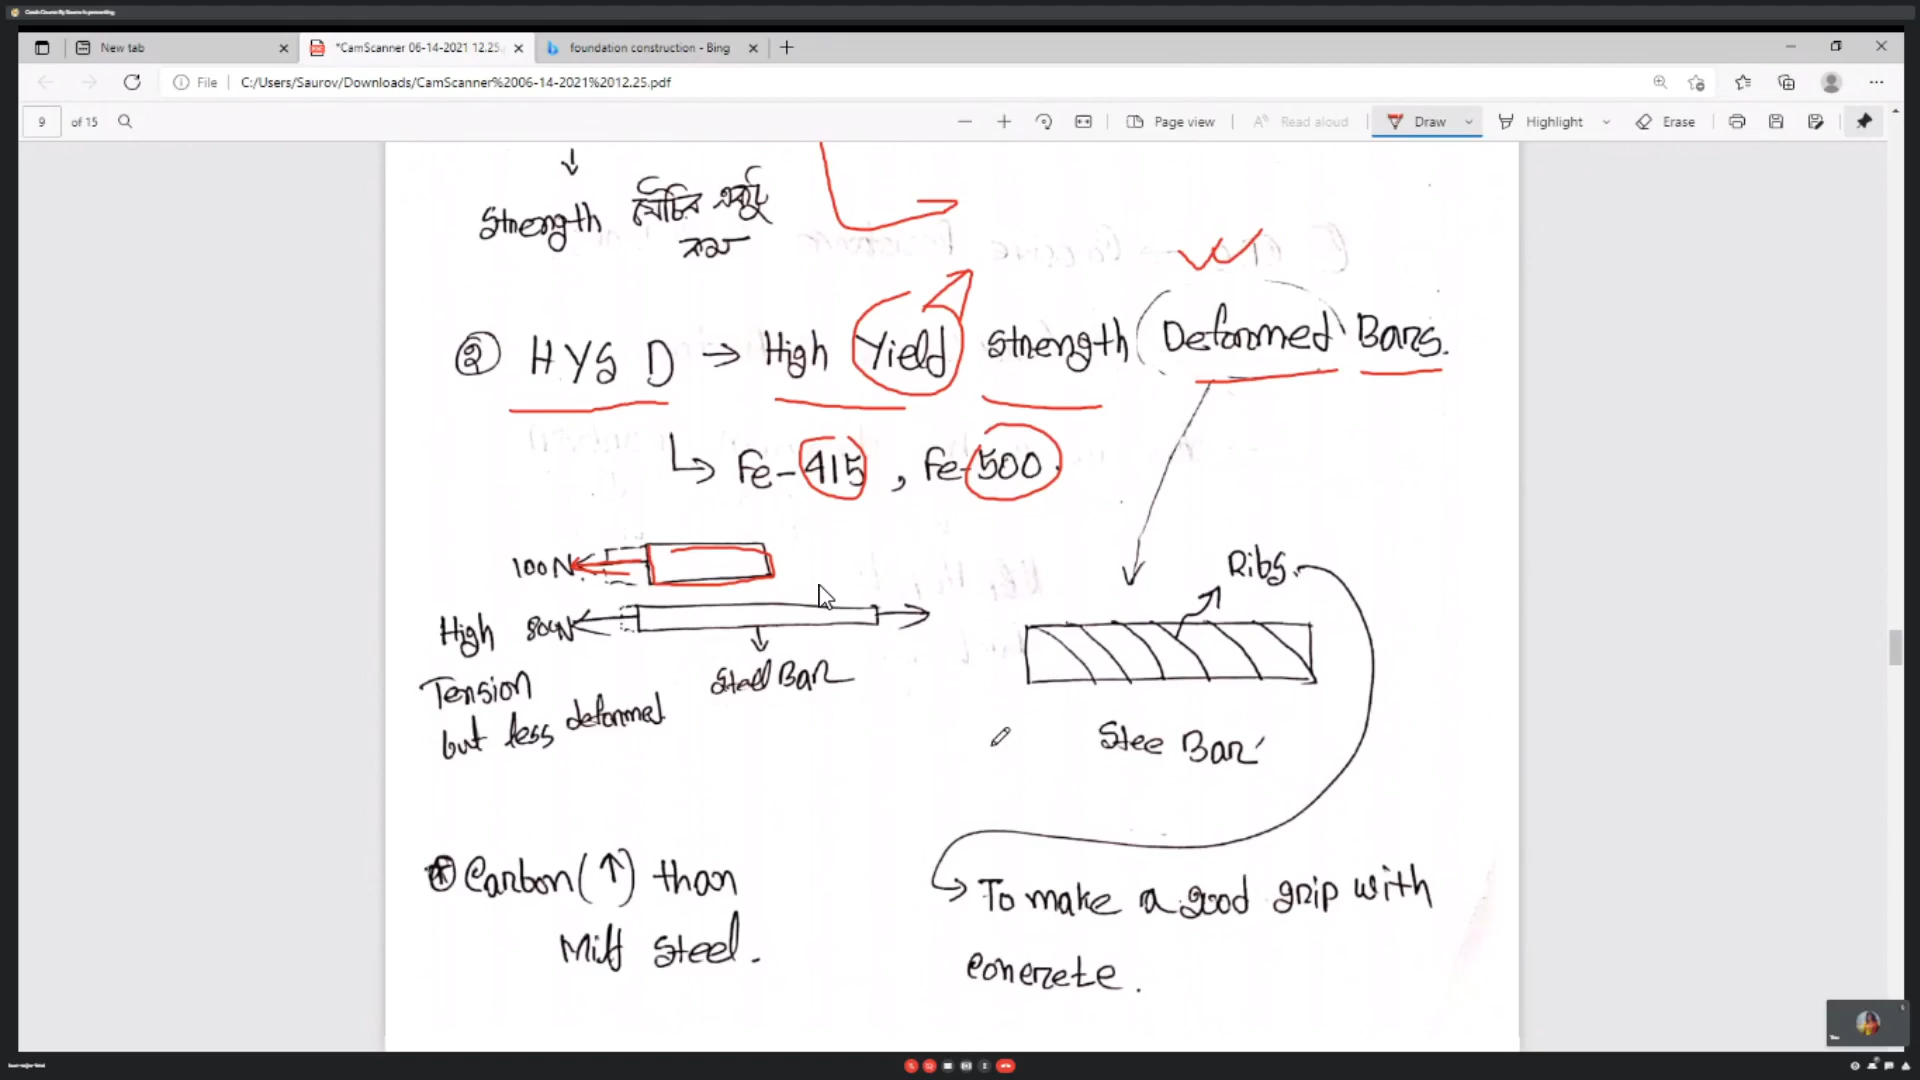 New tab
*CamScanner 06-14-2021 12.25.
foundation construction - Bing
File
C:/Users/Saurov/Downloads/CamScanner%2006-14-2021%2012.25.pdf
9 of 15
Page view
Read aloud
Draw
Highlight
Erase
Strength
② HYSD → High Yield Strength (Deformed) Bars.
Fe-415, Fe-500.
100N
Ribs
High 800N
Steel Bar
Tension
but less deformed
Stee Bar
Carbon(↑) than
Mild Steel.
To make a good grip with
concrete.